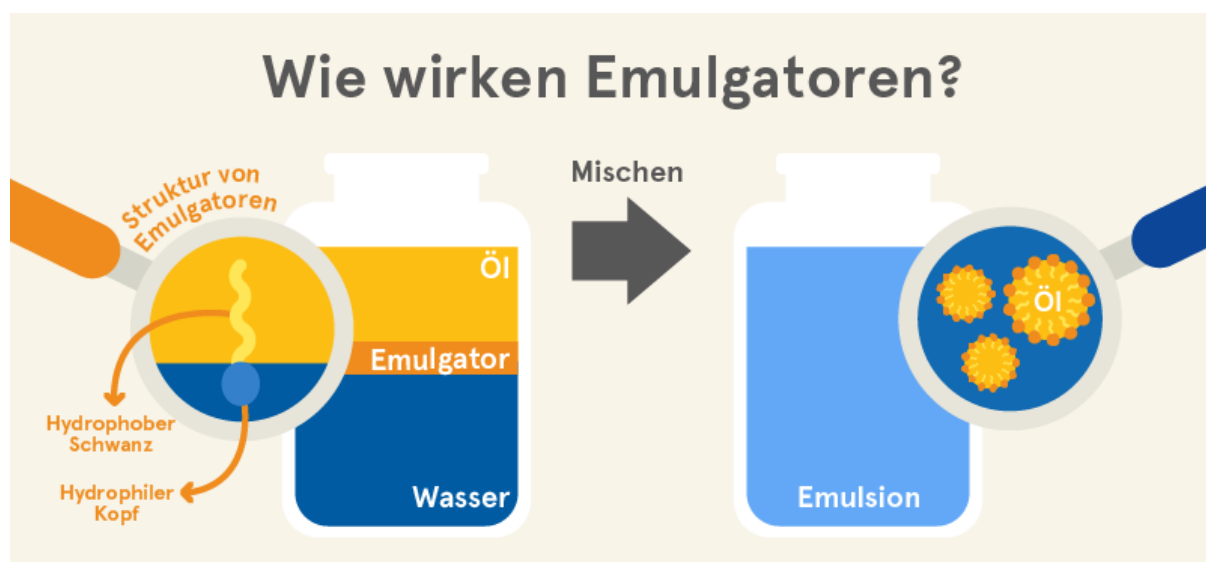 Wie wirken Emulgatoren?
Struktur von
Emulgatoren
Öl
Emulgator
Wasser
Hydrophober
Schwanz
Hydrophiler
Kopf
Mischen
Emulsion
Öl